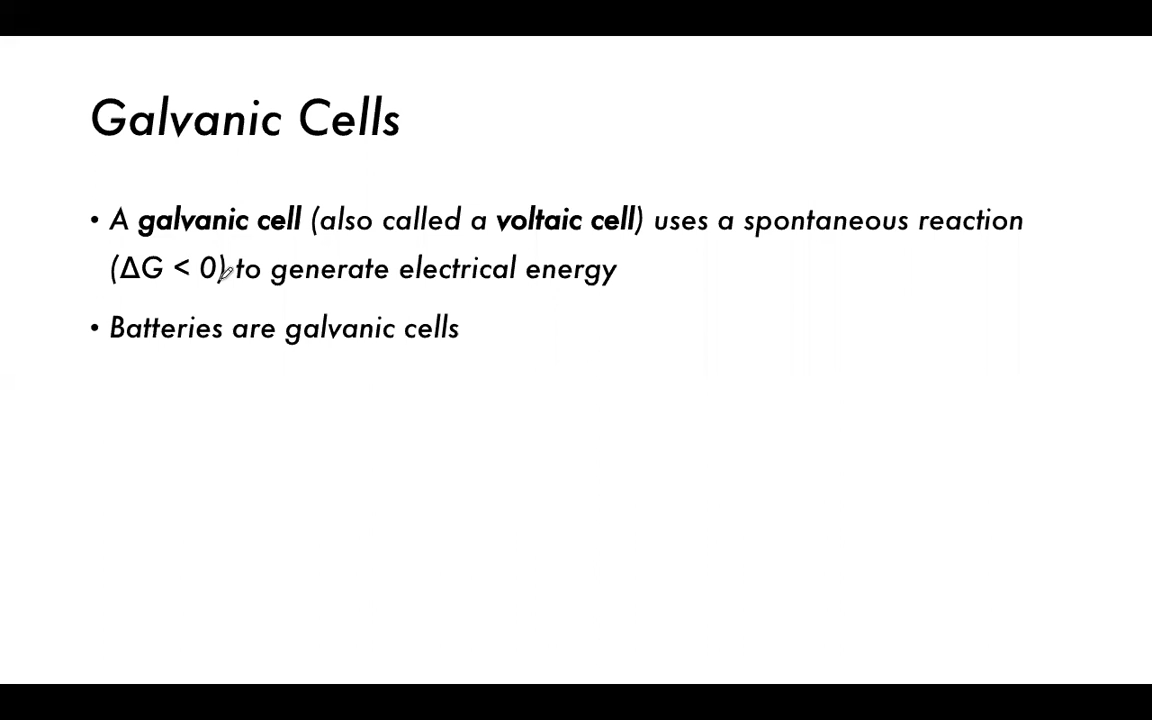 Galvanic Cells
• A galvanic cell (also called a voltaic cell) uses a spontaneous reaction
(ΔG < 0) to generate electrical energy
• Batteries are galvanic cells